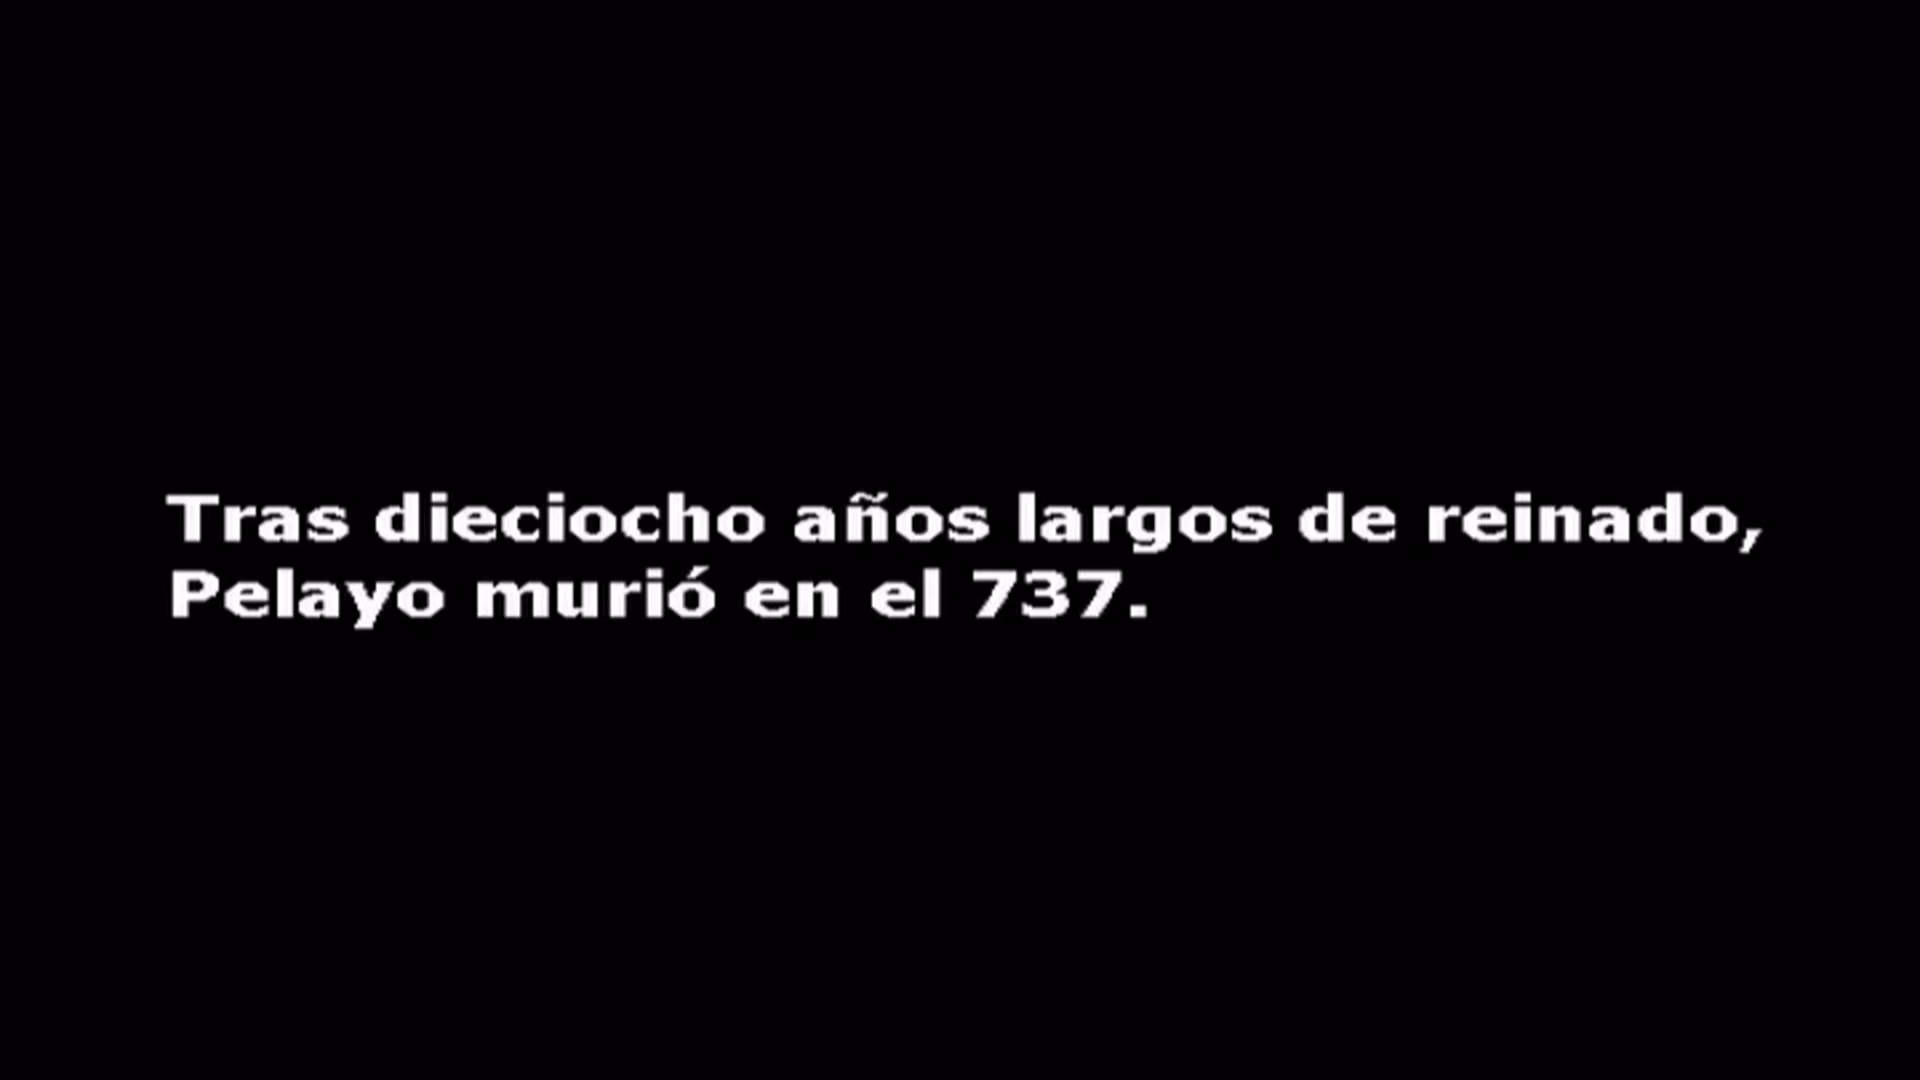 Tras dieciocho años largos de reinado,
Pelayo murió en el 737.